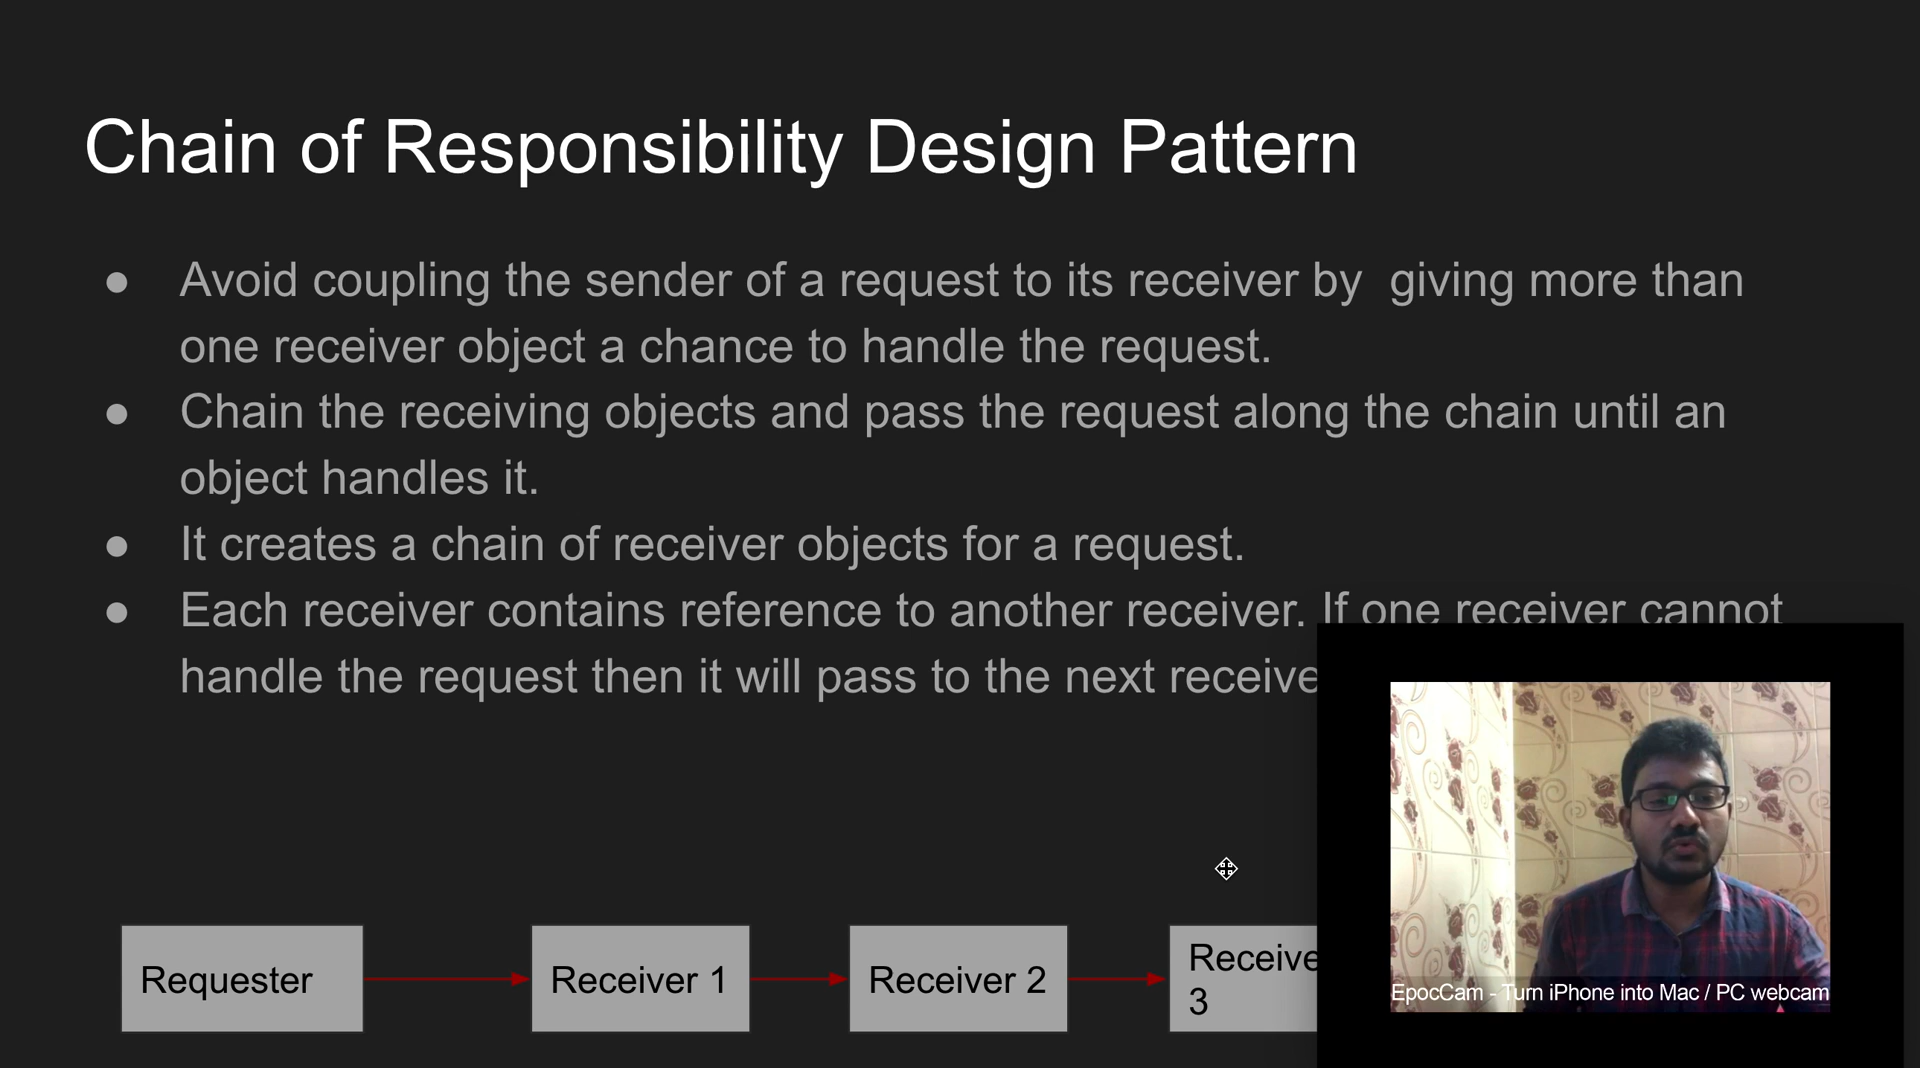 Chain of Responsibility Design Pattern
● Avoid coupling the sender of a request to its receiver by  giving more than
one receiver object a chance to handle the request.
● Chain the receiving objects and pass the request along the chain until an
object handles it.
● It creates a chain of receiver objects for a request.
● Each receiver contains reference to another receiver. If one receiver cannot
handle the request then it will pass to the next receive
Requester
Receiver 1
Receiver 2
Receive
3
EpocCam - Turn iPhone into Mac / PC webcam